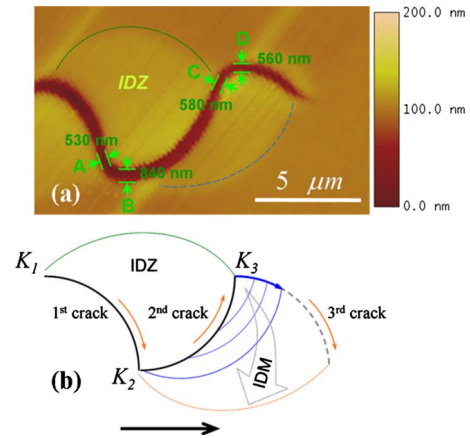 200.0 nm
100.0 nm
0.0 nm
D
560 nm
C
580 nm
IDZ
530 nm
A
840 nm
B
(a)
5 μm
K1
IDZ
K3
1st crack
2nd crack
3rd crack
K2
IDM
(b)